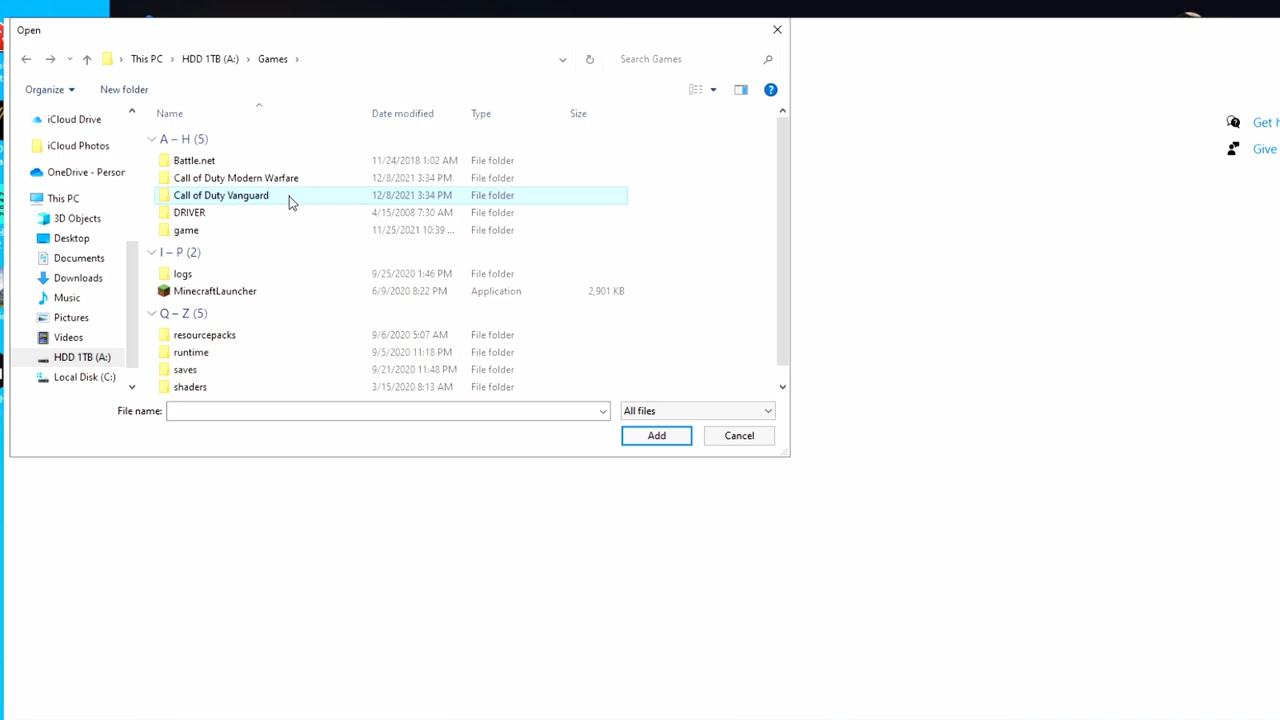 Open
This PC > HDD 1TB (A:) > Games >
Search Games
Organize
New folder
Name Date modified Type Size
iCloud Drive
iCloud Photos
OneDrive - Person
This PC
3D Objects
Desktop
Documents
Downloads
Music
Pictures
Videos
HDD 1TB (A:)
Local Disk (C:)
A – H (5)
Battle.net 11/24/2018 1:02 AM File folder
Call of Duty Modern Warfare 12/8/2021 3:34 PM File folder
Call of Duty Vanguard 12/8/2021 3:34 PM File folder
DRIVER 4/15/2008 7:30 AM File folder
game 11/25/2021 10:39 ... File folder
I – P (2)
logs 9/25/2020 1:46 PM File folder
MinecraftLauncher 6/9/2020 8:22 PM Application 2,901 KB
Q – Z (5)
resourcepacks 9/6/2020 5:07 AM File folder
runtime 9/5/2020 11:18 PM File folder
saves 9/21/2020 11:48 PM File folder
shaders 3/15/2020 8:13 AM File folder
File name:
All files
Add
Cancel
Get h
Give